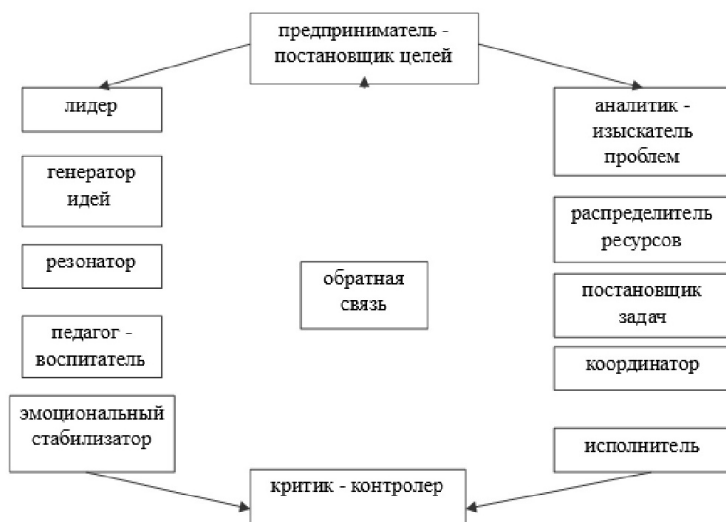 предприниматель -
постановщик целей
лидер
генератор
идей
резонатор
педагог -
воспитатель
эмоциональный
стабилизатор
обратная
связь
аналитик -
изыскатель
проблем
распределитель
ресурсов
постановщик
задач
координатор
исполнитель
критик - контролер